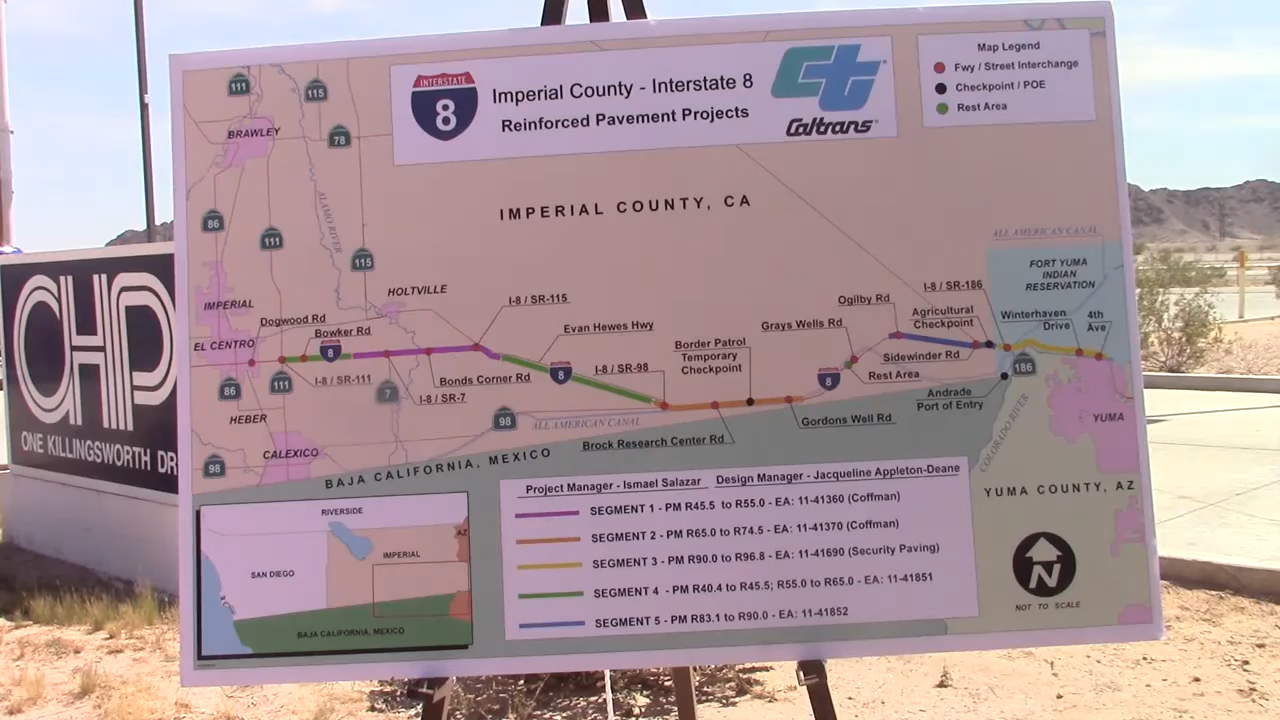 INTERSTATE
8
Imperial County - Interstate 8
Reinforced Pavement Projects
Caltrans
Map Legend
Fwy / Street Interchange
Checkpoint / POE
Rest Area
111
115
BRAWLEY
78
IMPERIAL COUNTY, CA
ALAMO RIVER
86
111
115
ALL AMERICAN CANAL
FORT YUMA
INDIAN
RESERVATION
HOLTVILLE
I-8 / SR-115
I-8 / SR-186
IMPERIAL
Dogwood Rd
Bowker Rd
Evan Hewes Hwy
Ogilby Rd
Agricultural
Checkpoint
Winterhaven
Drive
4th
Ave
Grays Wells Rd
EL CENTRO
8
Border Patrol
Temporary
Checkpoint
Sidewinder Rd
I-8 / SR-111
Bonds Corner Rd
8
I-8 / SR-98
8
Rest Area
186
86
111
7
I-8 / SR-7
Andrade
Port of Entry
HEBER
98
ALL AMERICAN CANAL
Gordons Well Rd
YUMA
Brock Research Center Rd
COLORADO RIVER
CALEXICO
98
BAJA CALIFORNIA, MEXICO
YUMA COUNTY, AZ
Project Manager - Ismael Salazar
Design Manager - Jacqueline Appleton-Deane
SEGMENT 1 - PM R45.5 to R55.0 - EA: 11-41360 (Coffman)
SEGMENT 2 - PM R65.0 to R74.5 - EA: 11-41370 (Coffman)
SEGMENT 3 - PM R90.0 to R96.8 - EA: 11-41690 (Security Paving)
SEGMENT 4 - PM R40.4 to R45.5; R55.0 to R65.0 - EA: 11-41851
SEGMENT 5 - PM R83.1 to R90.0 - EA: 11-41852
RIVERSIDE
AZ
IMPERIAL
SAN DIEGO
BAJA CALIFORNIA, MEXICO
N
NOT TO SCALE
CHP
ONE KILLINGSWORTH DR